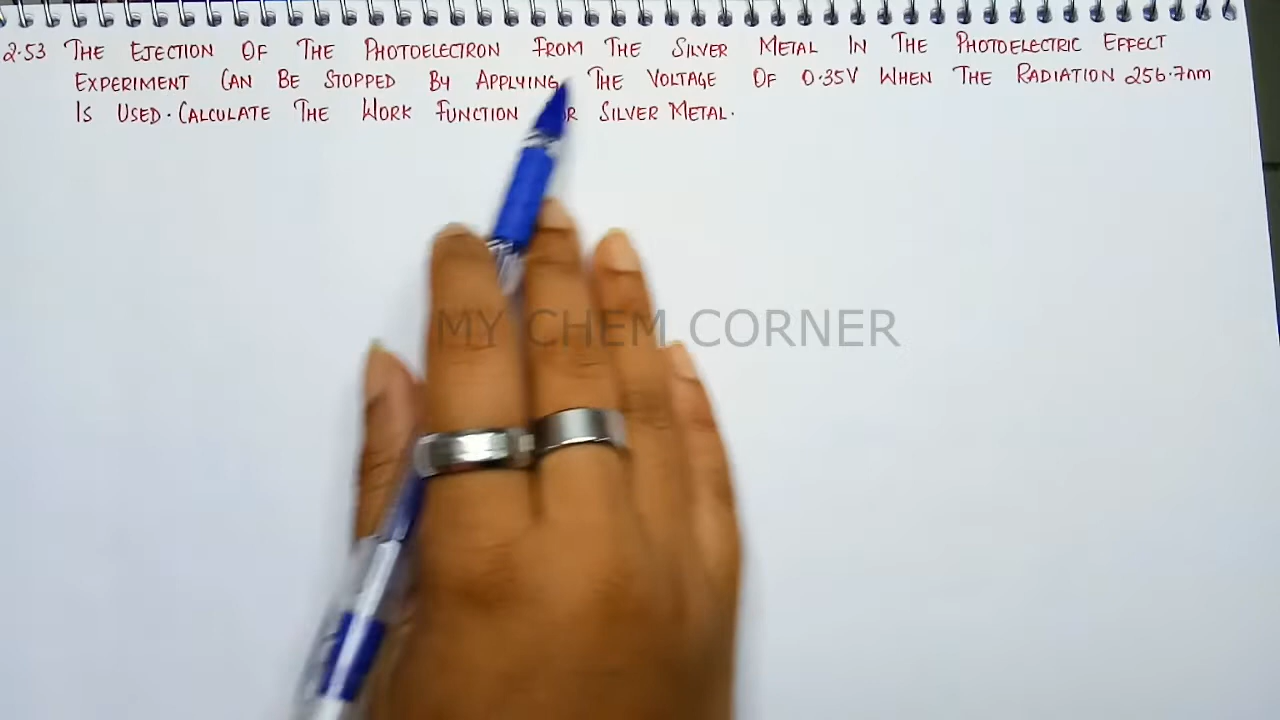 2.53 THE EJECTION OF THE PHOTOELECTRON FROM THE SILVER METAL IN THE PHOTOELECTRIC EFFECT
EXPERIMENT CAN BE STOPPED BY APPLYING THE VOLTAGE OF 0.35V WHEN THE RADIATION 256.7nm
IS USED. CALCULATE THE WORK FUNCTION SILVER METAL.
MY CHEM CORNER